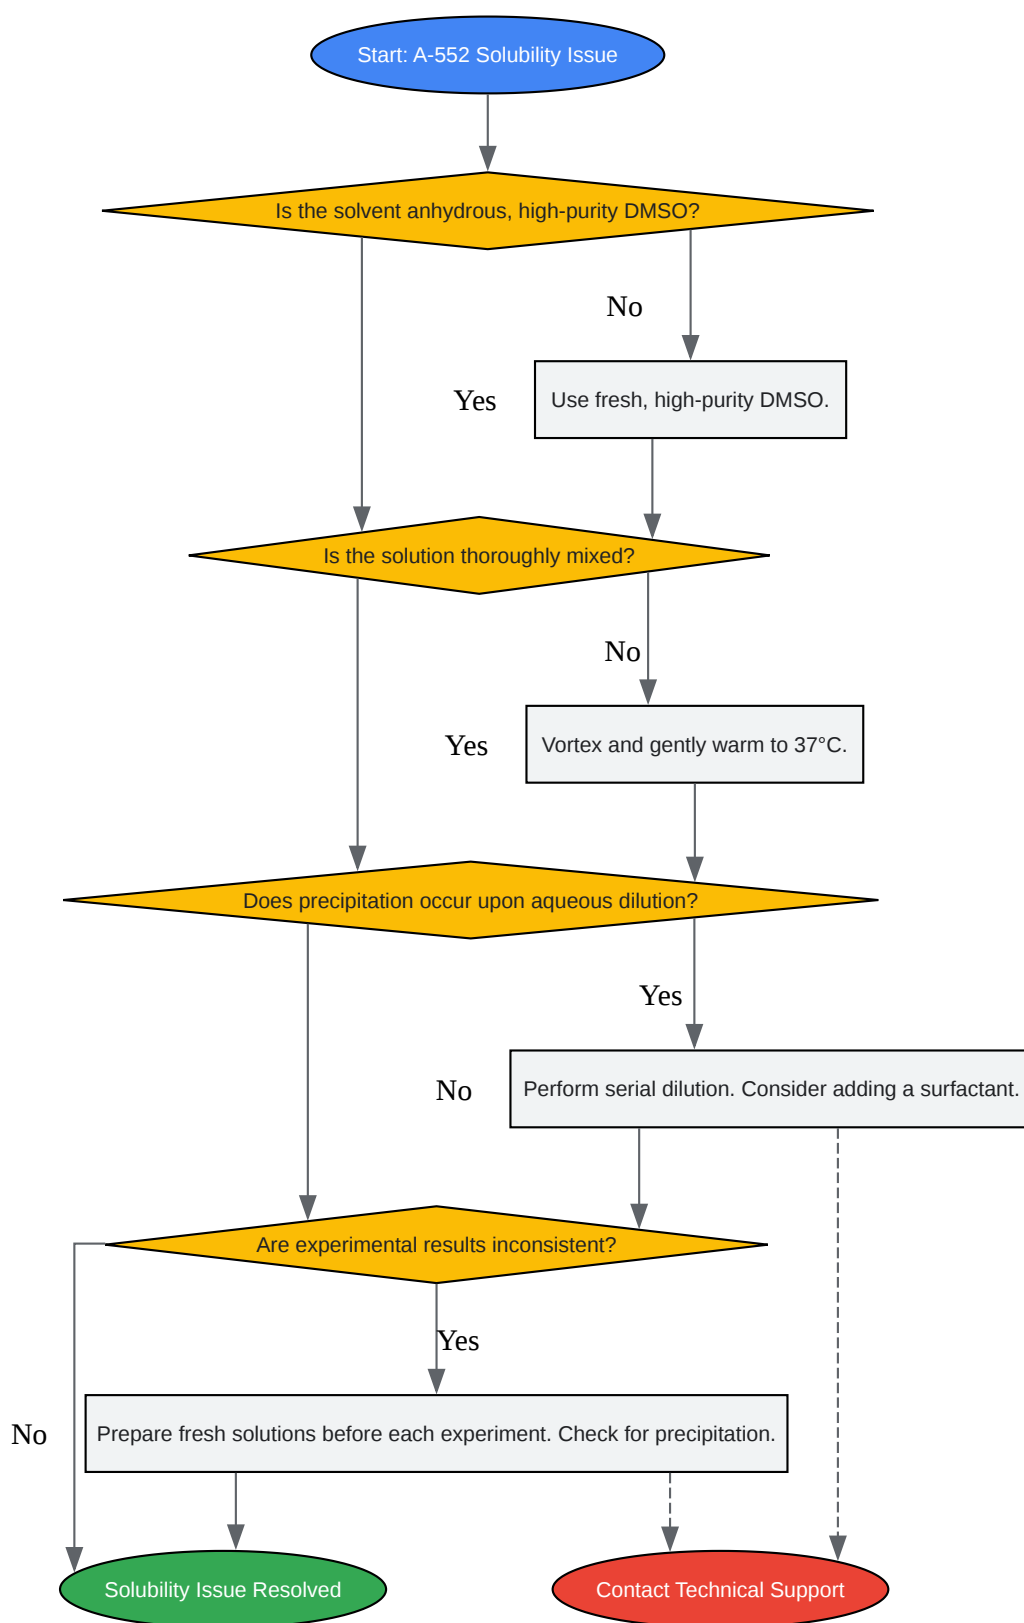 Start: A-552 Solubility Issue
Is the solvent anhydrous, high-purity DMSO?
No
Yes
Use fresh, high-purity DMSO.
Is the solution thoroughly mixed?
No
Yes
Vortex and gently warm to 37°C.
Does precipitation occur upon aqueous dilution?
Yes
No
Perform serial dilution. Consider adding a surfactant.
Are experimental results inconsistent?
Yes
No
Prepare fresh solutions before each experiment. Check for precipitation.
Solubility Issue Resolved
Contact Technical Support